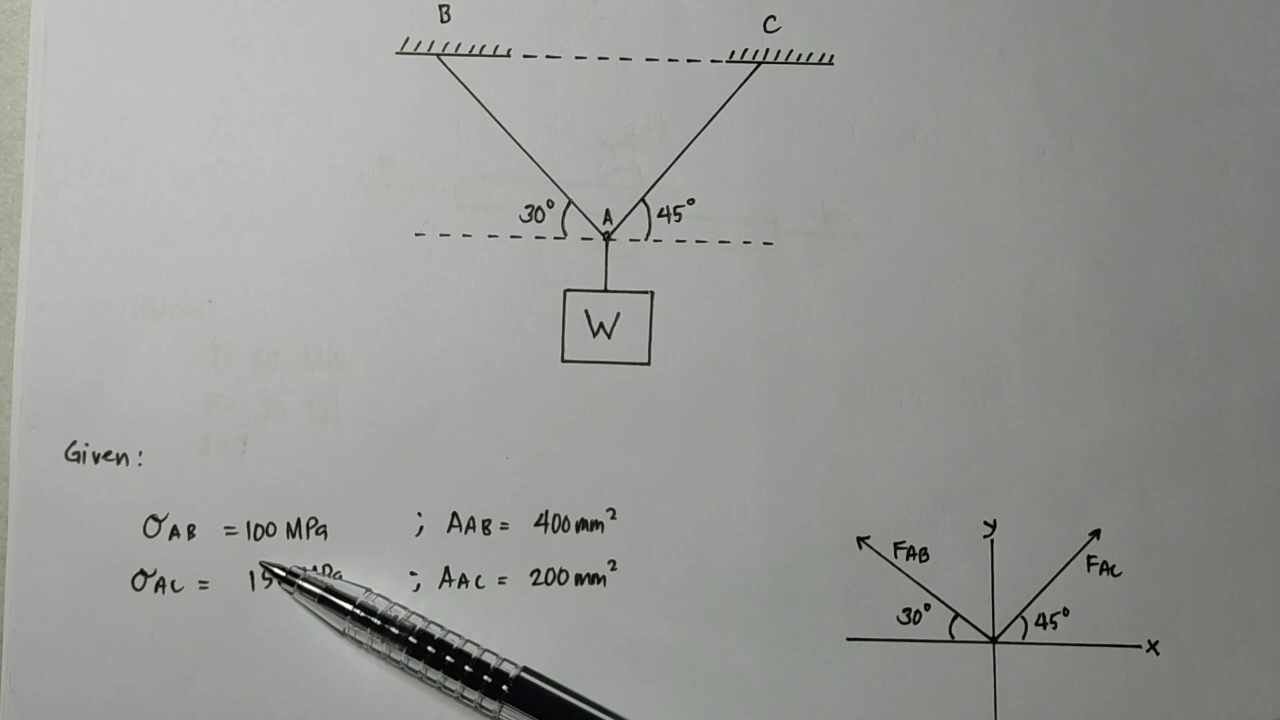 B
C
30°
A
45°
W
Given:
σAB = 100 MPa ; AAB = 400 mm²
σAC = ; AAC = 200 mm²
y
FAB
FAC
30°
45°
x